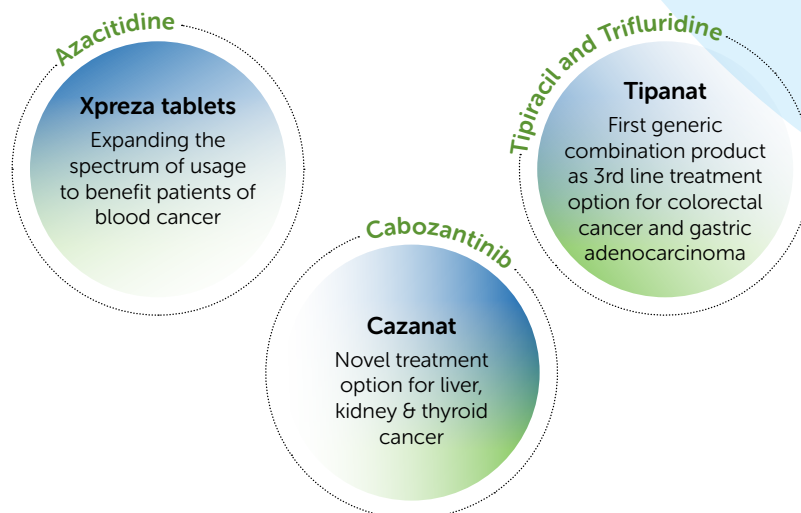 Azacitidine
Xpreza tablets
Expanding the
spectrum of usage
to benefit patients of
blood cancer
Tipiracil and Trifluridine
Tipanat
First generic
combination product
as 3rd line treatment
option for colorectal
cancer and gastric
adenocarcinoma
Cabozantinib
Cazanat
Novel treatment
option for liver,
kidney & thyroid
cancer